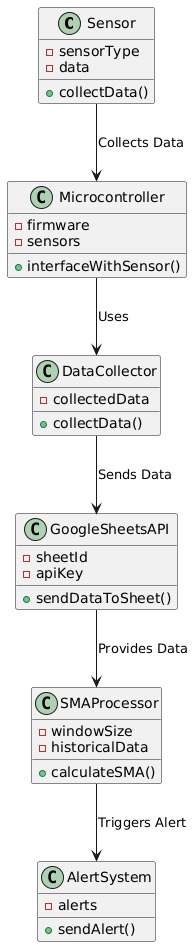 C Sensor
sensorType
data
collectData()
Collects Data
C Microcontroller
firmware
sensors
interfaceWithSensor()
Uses
C DataCollector
collectedData
collectData()
Sends Data
C GoogleSheetsAPI
sheetId
apiKey
sendDataToSheet()
Provides Data
C SMAProcessor
windowSize
historicalData
calculateSMA()
Triggers Alert
C AlertSystem
alerts
sendAlert()